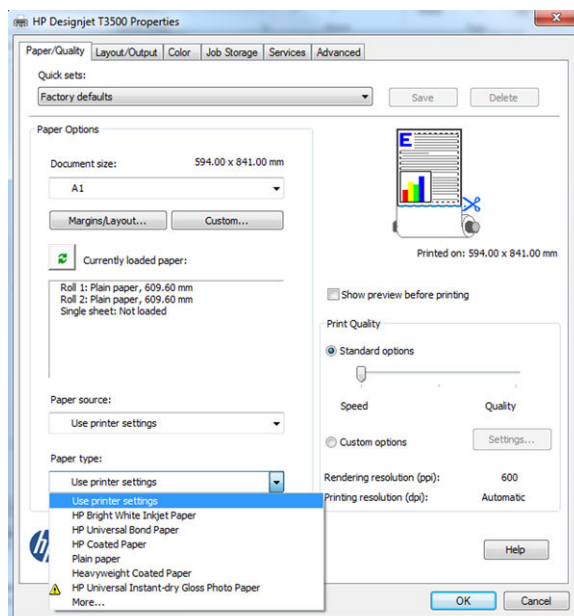 HP Designjet T3500 Properties
Paper/Quality Layout/Output Color Job Storage Services Advanced
Quick sets:
Factory defaults
Save Delete
Paper Options
Document size: 594.00 x 841.00 mm
A1
Margins/Layout... Custom...
Currently loaded paper:
Roll 1: Plain paper, 609.60 mm
Roll 2: Plain paper, 609.60 mm
Single sheet: Not loaded
Paper source:
Use printer settings
Paper type:
Use printer settings
Use printer settings
HP Bright White Inkjet Paper
HP Universal Bond Paper
HP Coated Paper
Plain paper
Heavyweight Coated Paper
HP Universal Instant-dry Gloss Photo Paper
More...
E
Printed on: 594.00 x 841.00 mm
Show preview before printing
Print Quality
Standard options
Speed Quality
Custom options Settings...
Rendering resolution (ppi): 600
Printing resolution (dpi): Automatic
hp
Help
OK Cancel